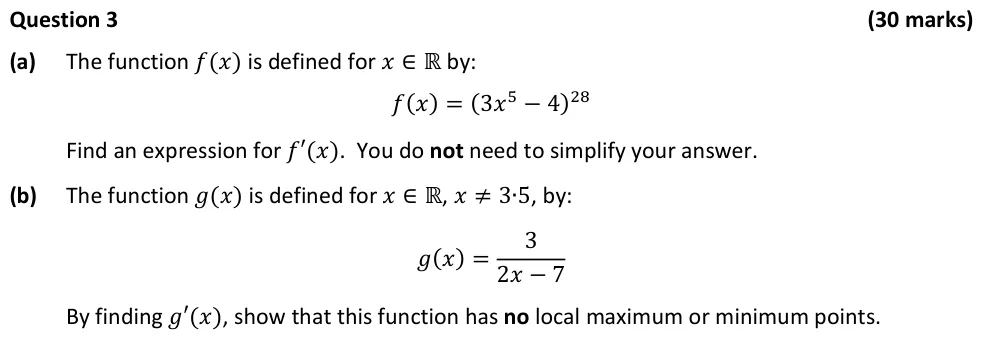 Question 3 (30 marks)
(a) The function f(x) is defined for x ∈ ℝ by:
f(x) = (3x⁵ − 4)²⁸
Find an expression for f′(x). You do not need to simplify your answer.
(b) The function g(x) is defined for x ∈ ℝ, x ≠ 3·5, by:
g(x) = 3 / (2x − 7)
By finding g′(x), show that this function has no local maximum or minimum points.